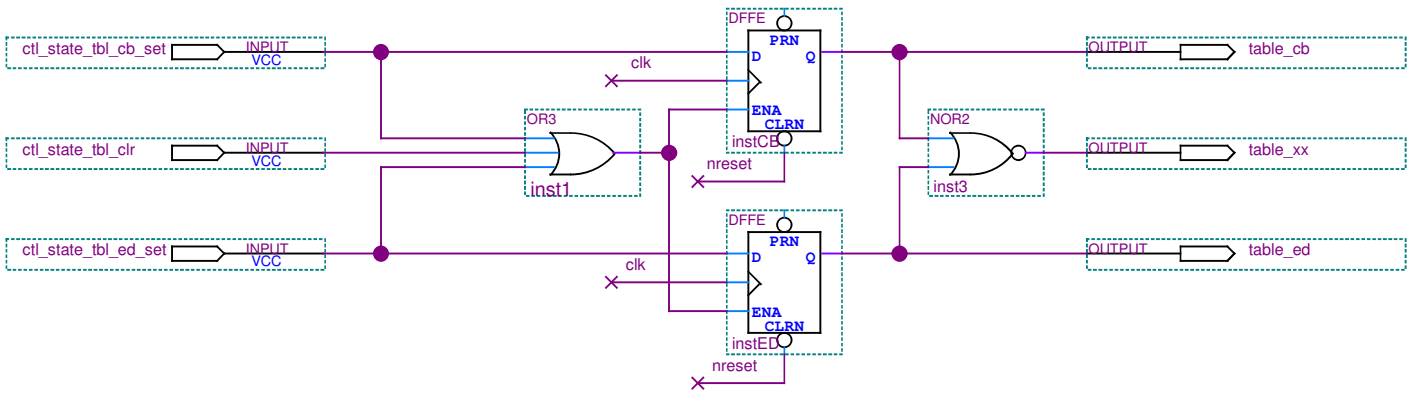 DFFE
PRN
ctl_state_tbl_cb_set
INPUT
VCC
D
Q
OUTPUT
table_cb
clk
ENA
CLRN
instCB
OR3
NOR2
ctl_state_tbl_clr
INPUT
VCC
OUTPUT
table_xx
nreset
inst1
inst3
DFFE
PRN
ctl_state_tbl_ed_set
INPUT
VCC
D
Q
OUTPUT
table_ed
clk
ENA
CLRN
instED
nreset